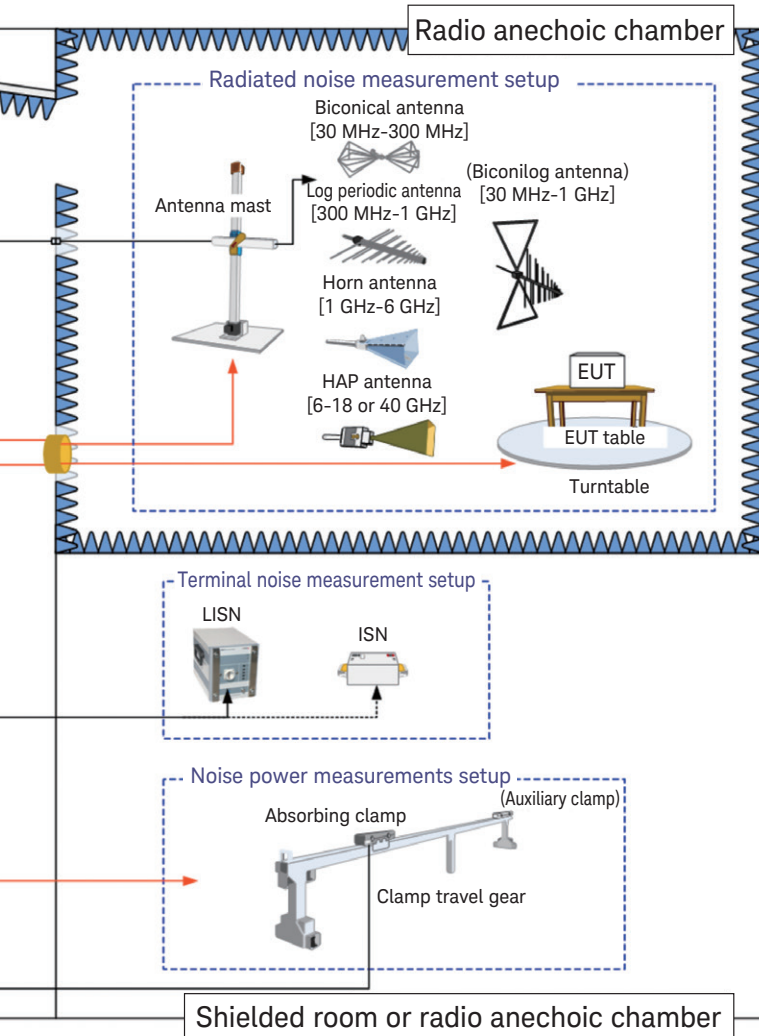 Radio anechoic chamber
Radiated noise measurement setup
Biconical antenna
[30 MHz-300 MHz]
(Biconilog antenna)
[30 MHz-1 GHz]
Antenna mast
Log periodic antenna
[300 MHz-1 GHz]
Horn antenna
[1 GHz-6 GHz]
HAP antenna
[6-18 or 40 GHz]
EUT
EUT table
Turntable
Terminal noise measurement setup
LISN
ISN
Noise power measurements setup
(Auxiliary clamp)
Absorbing clamp
Clamp travel gear
Shielded room or radio anechoic chamber